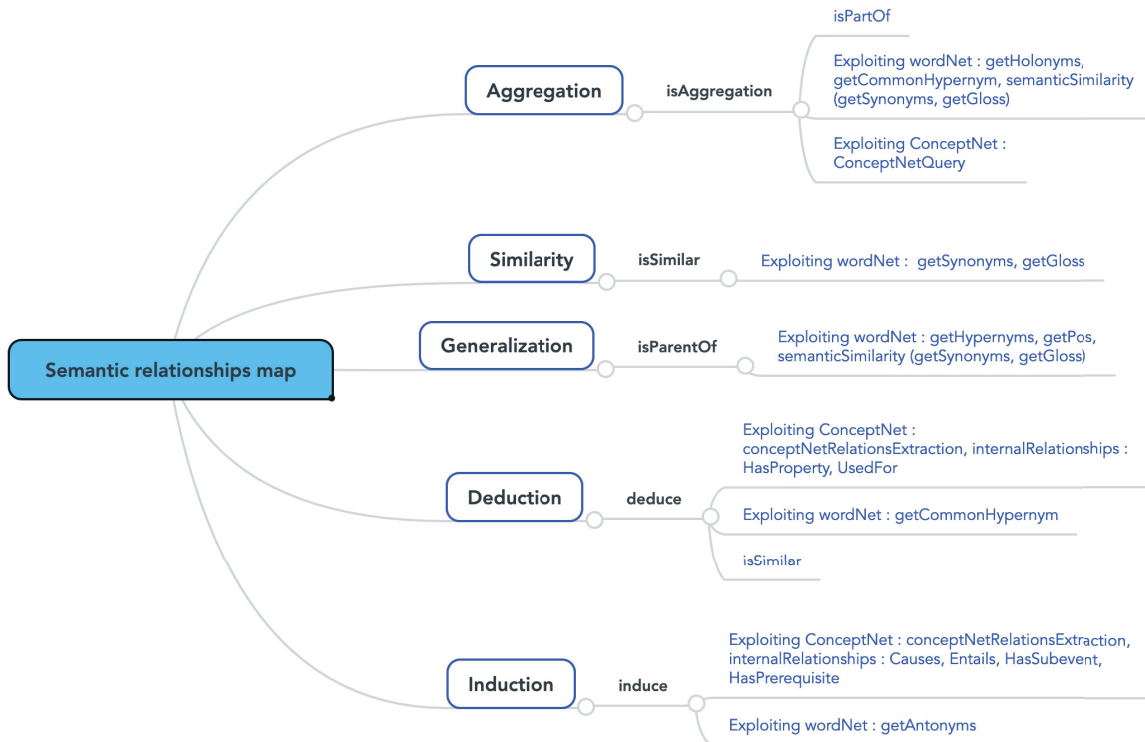 isPartOf
Exploiting wordNet : getHolonyms,
getCommonHypernym, semanticSimilarity
(getSynonyms, getGloss)
Aggregation
isAggregation
Exploiting ConceptNet :
ConceptNetQuery
Similarity
isSimilar
Exploiting wordNet : getSynonyms, getGloss
Generalization
isParentOf
Exploiting wordNet : getHypernyms, getPos,
semanticSimilarity (getSynonyms, getGloss)
Semantic relationships map
Exploiting ConceptNet :
conceptNetRelationsExtraction, internalRelationships :
HasProperty, UsedFor
Deduction
deduce
Exploiting wordNet : getCommonHypernym
isSimilar
Exploiting ConceptNet : conceptNetRelationsExtraction,
internalRelationships : Causes, Entails, HasSubevent,
HasPrerequisite
Induction
induce
Exploiting wordNet : getAntonyms